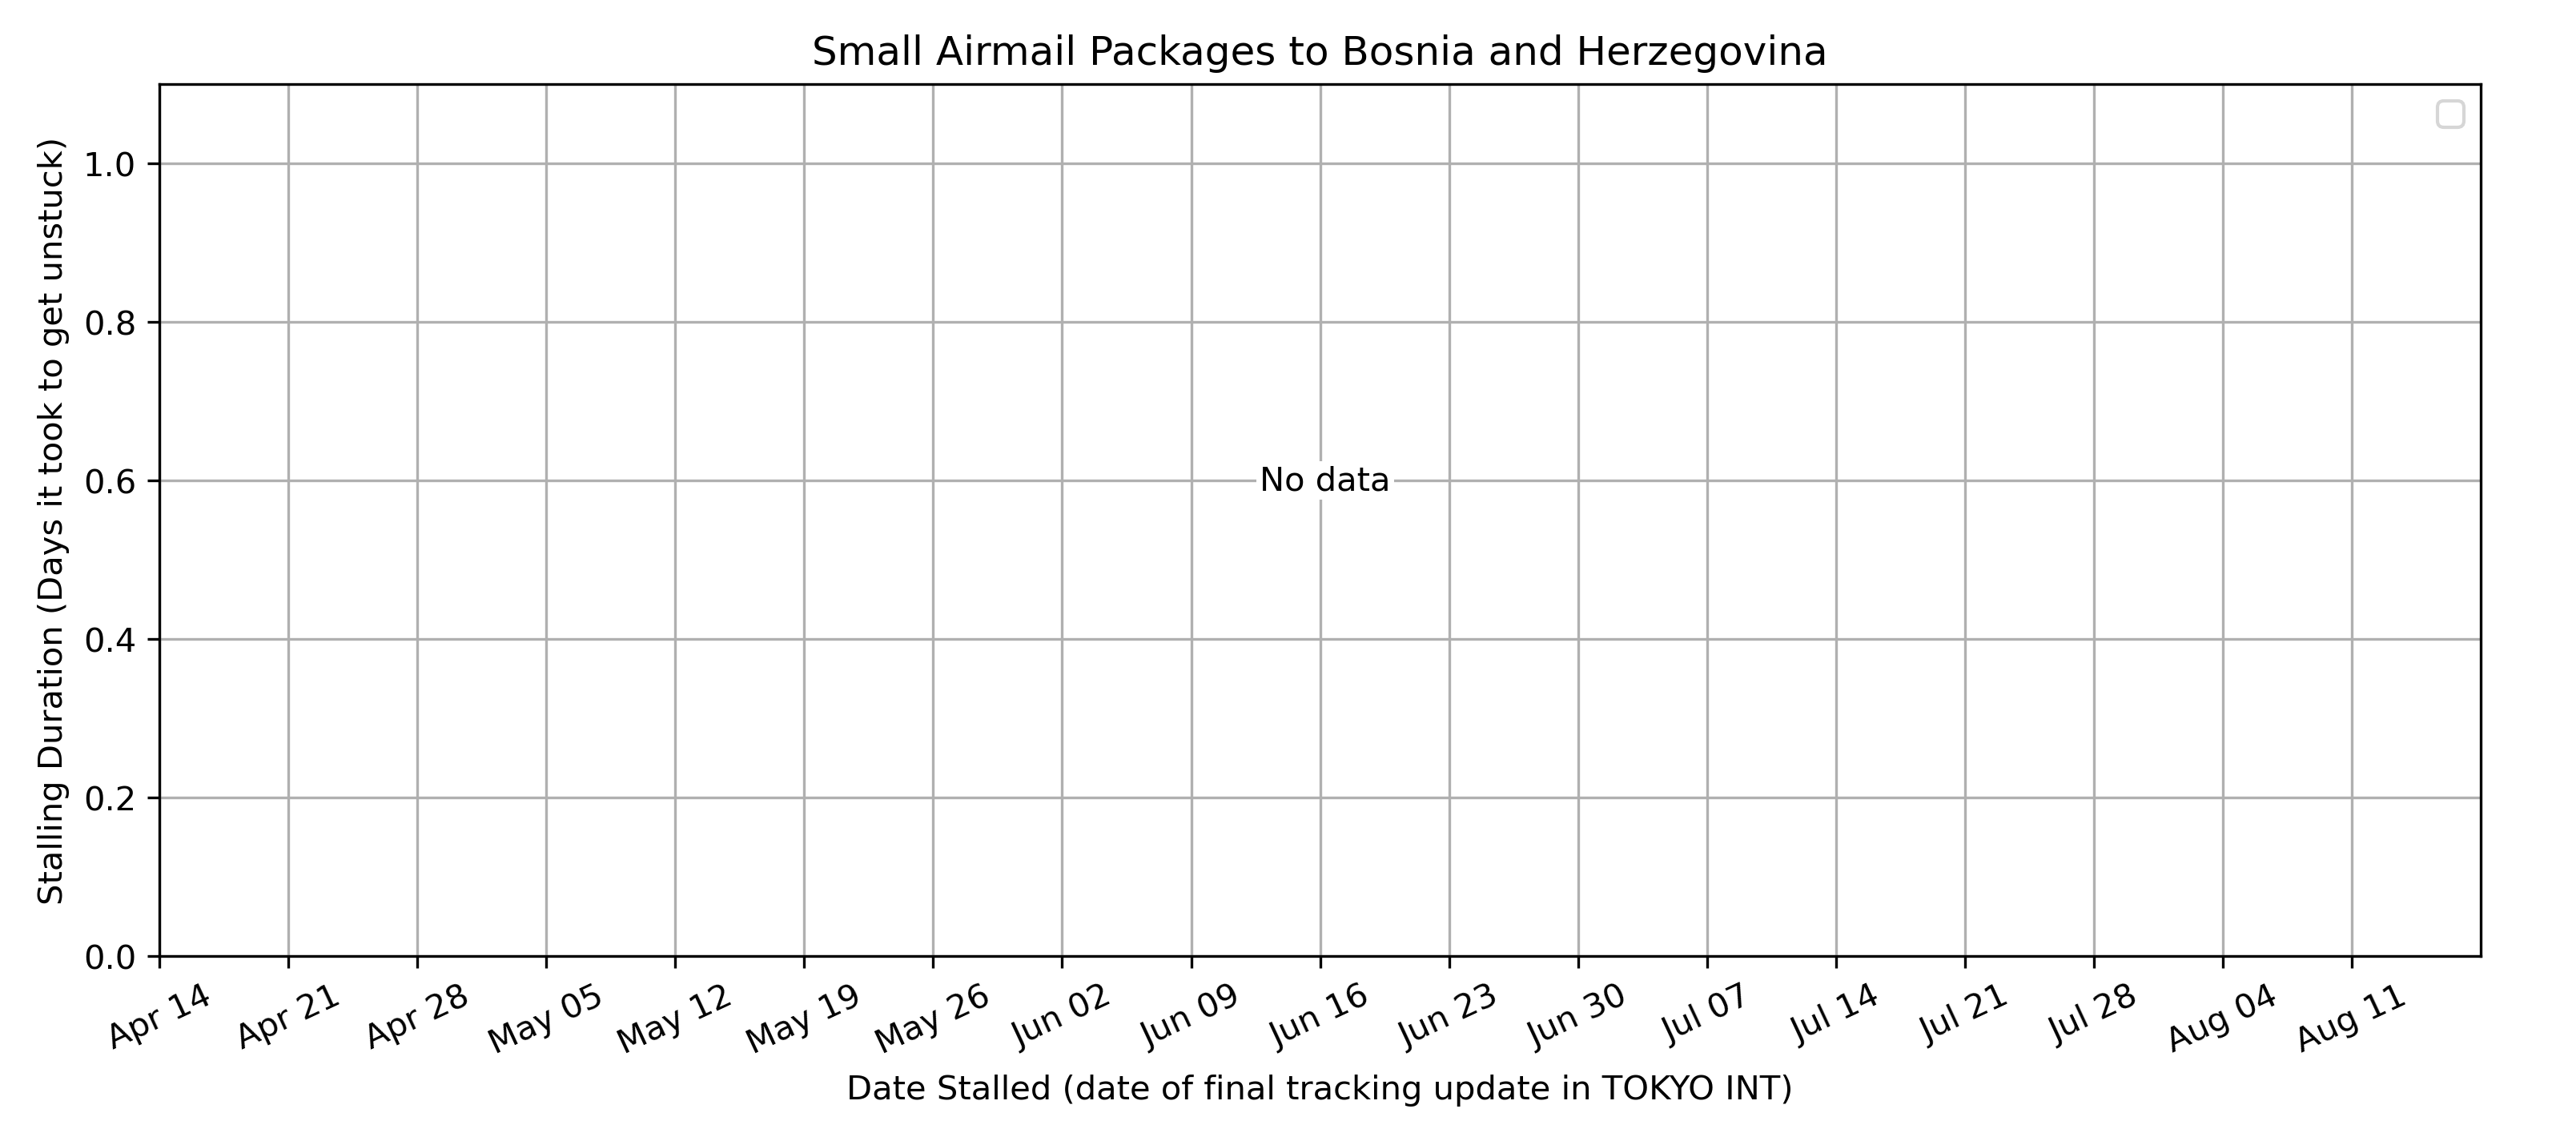 Small Airmail Packages to Bosnia and Herzegovina
Stalling Duration (Days it took to get unstuck)
1.0
0.8
0.6
0.4
0.2
0.0
No data
Apr 14
Apr 21
Apr 28
May 05
May 12
May 19
May 26
Jun 02
Jun 09
Jun 16
Jun 23
Jun 30
Jul 07
Jul 14
Jul 21
Jul 28
Aug 04
Aug 11
Date Stalled (date of final tracking update in TOKYO INT)